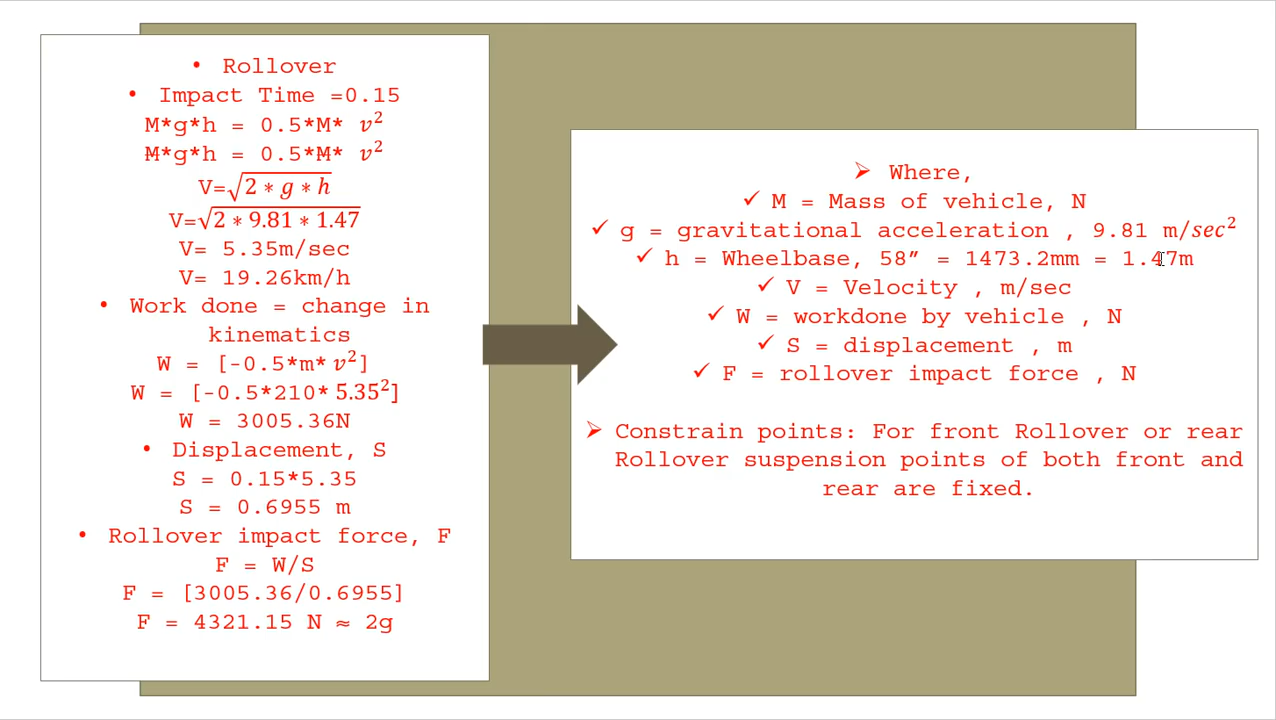 • Rollover
• Impact Time =0.15
M*g*h = 0.5*M* v²
M*g*h = 0.5*M* v²
V=√2 ∗ g ∗ h
V=√2 ∗ 9.81 ∗ 1.47
V= 5.35m/sec
V= 19.26km/h
• Work done = change in
kinematics
W = [-0.5*m* v²]
W = [-0.5*210* 5.35²]
W = 3005.36N
• Displacement, S
S = 0.15*5.35
S = 0.6955 m
• Rollover impact force, F
F = W/S
F = [3005.36/0.6955]
F = 4321.15 N ≈ 2g
➢ Where,
✓ M = Mass of vehicle, N
✓ g = gravitational acceleration , 9.81 m/sec²
✓ h = Wheelbase, 58” = 1473.2mm = 1.47m
✓ V = Velocity , m/sec
✓ W = workdone by vehicle , N
✓ S = displacement , m
✓ F = rollover impact force , N
➢ Constrain points: For front Rollover or rear
Rollover suspension points of both front and
rear are fixed.